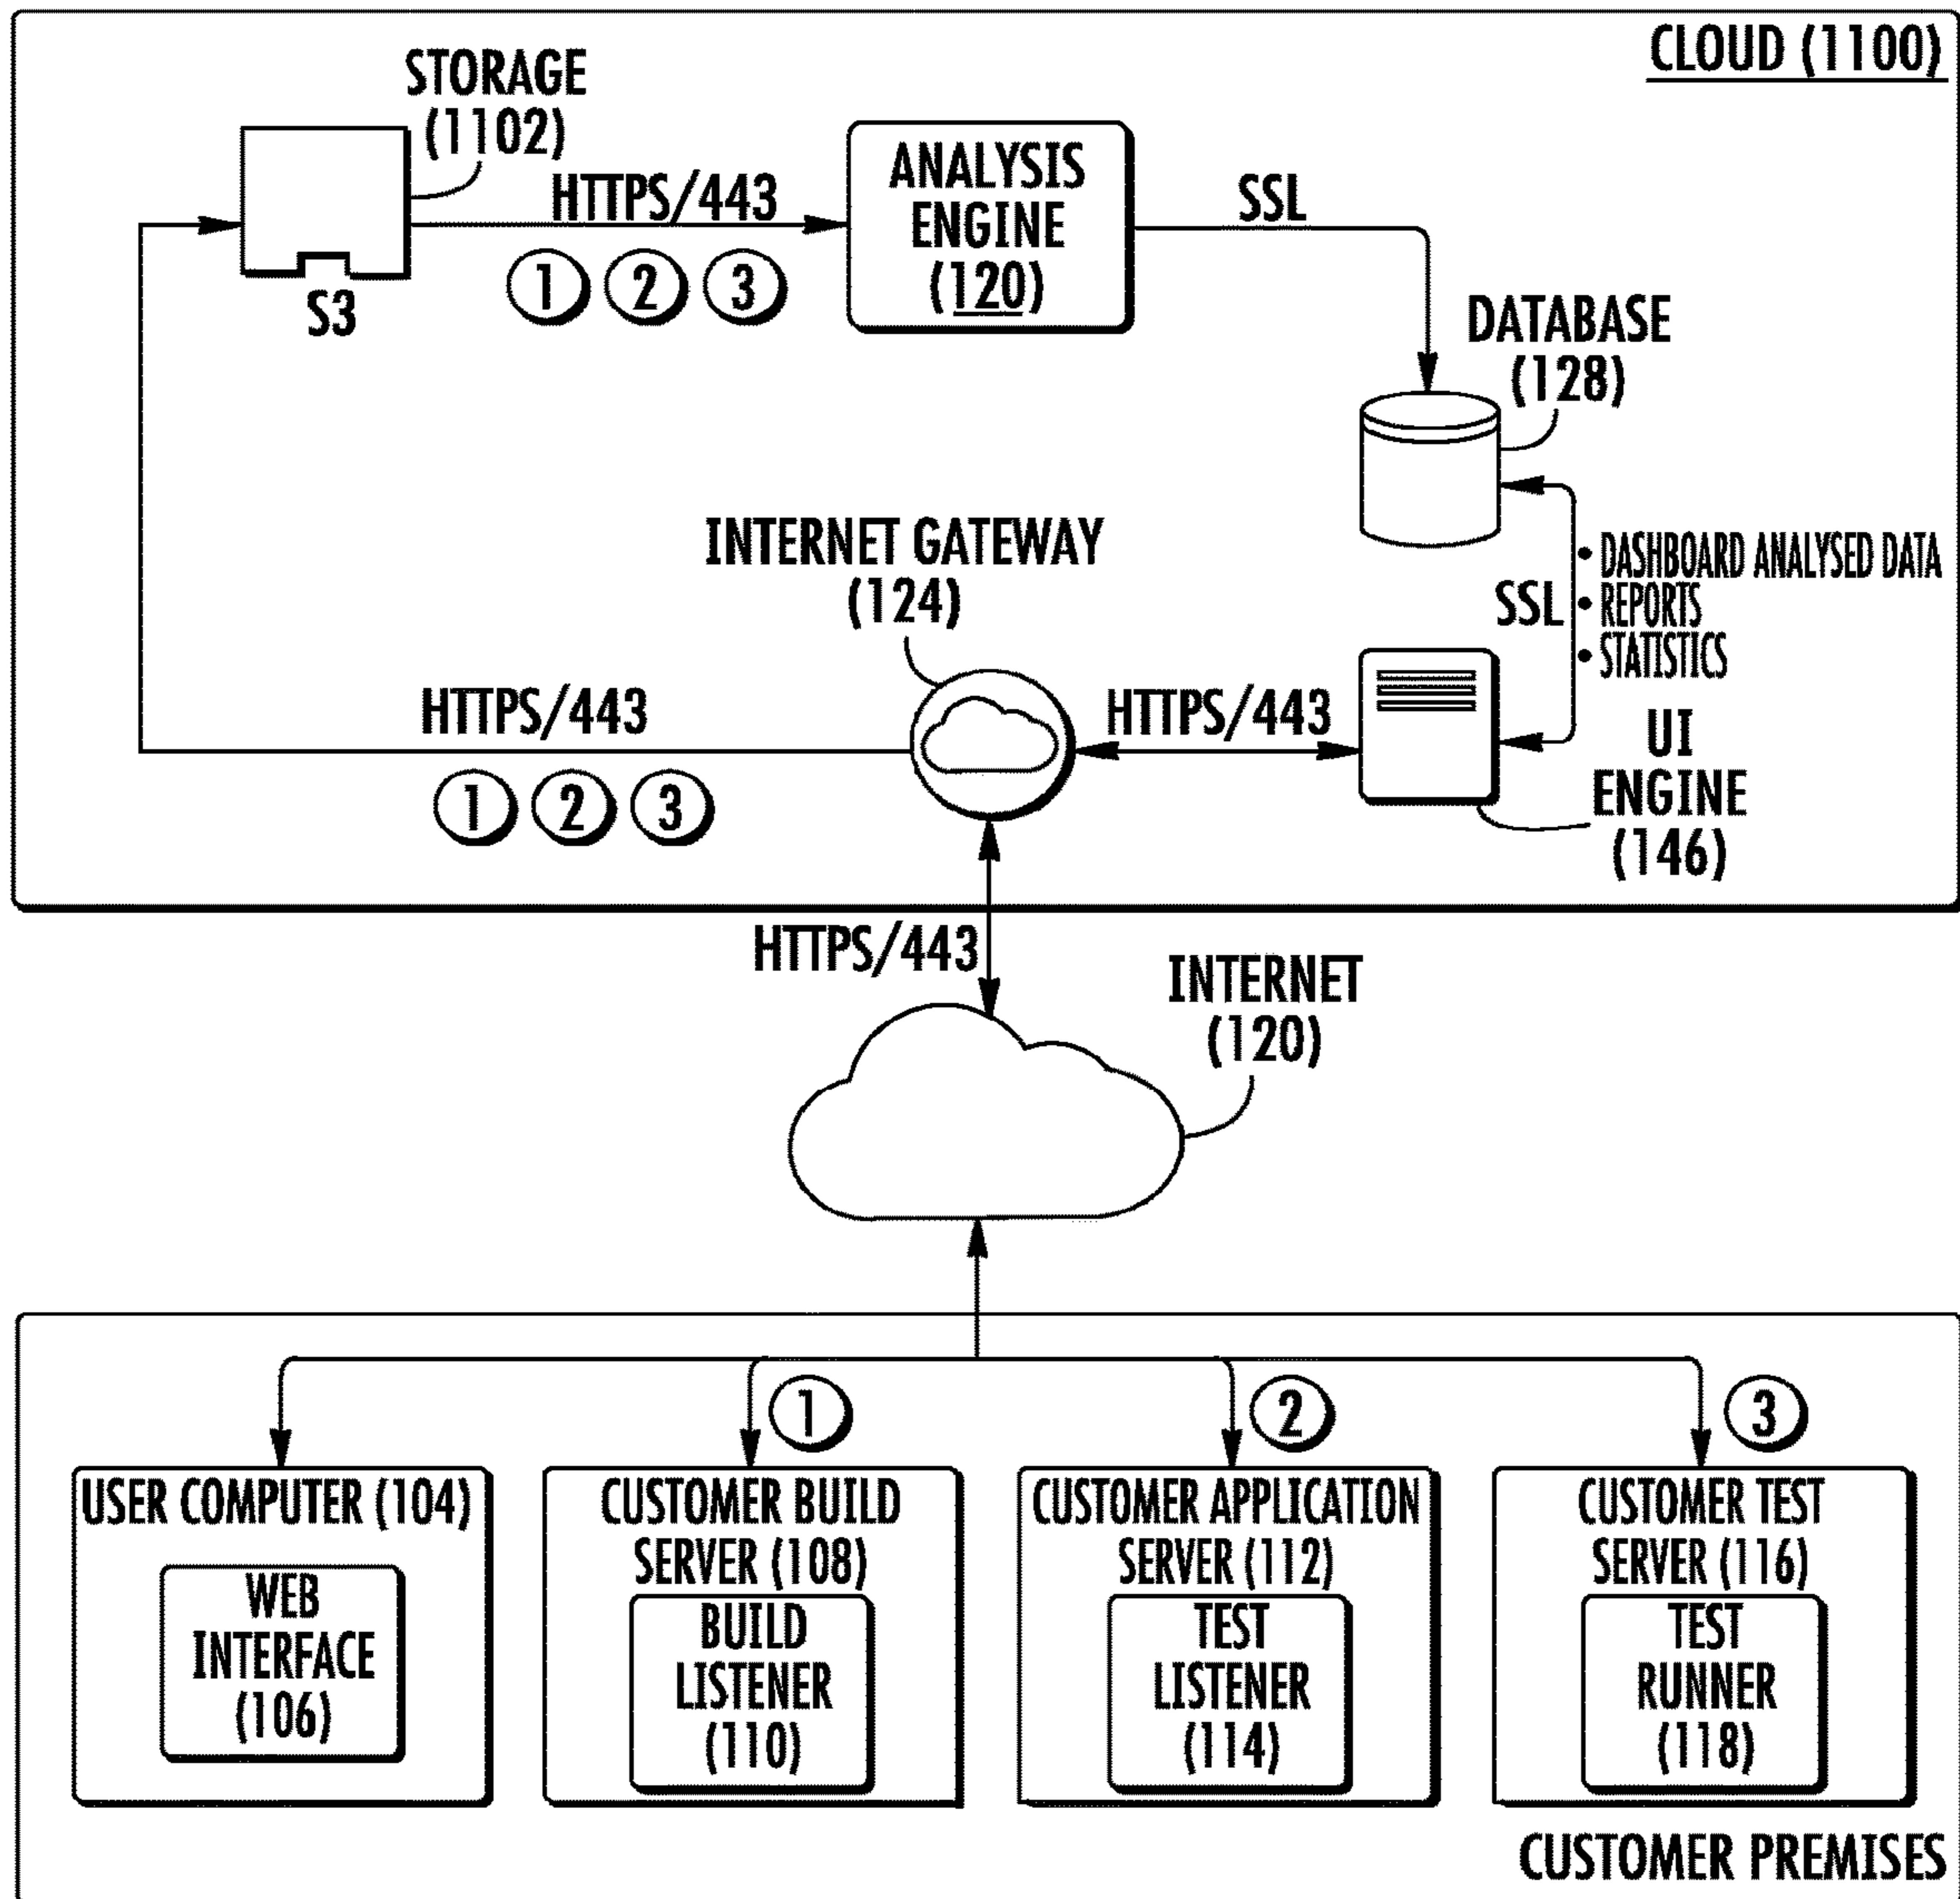 CLOUD (1100)
STORAGE
(1102)
S3
HTTPS/443
1 2 3
ANALYSIS
ENGINE
(120)
SSL
DATABASE
(128)
SSL
• DASHBOARD ANALYSED DATA
• REPORTS
• STATISTICS
INTERNET GATEWAY
(124)
HTTPS/443
1 2 3
HTTPS/443
UI
ENGINE
(146)
HTTPS/443
INTERNET
(120)
1
2
3
USER COMPUTER (104)
WEB
INTERFACE
(106)
CUSTOMER BUILD
SERVER (108)
BUILD
LISTENER
(110)
CUSTOMER APPLICATION
SERVER (112)
TEST
LISTENER
(114)
CUSTOMER TEST
SERVER (116)
TEST
RUNNER
(118)
CUSTOMER PREMISES